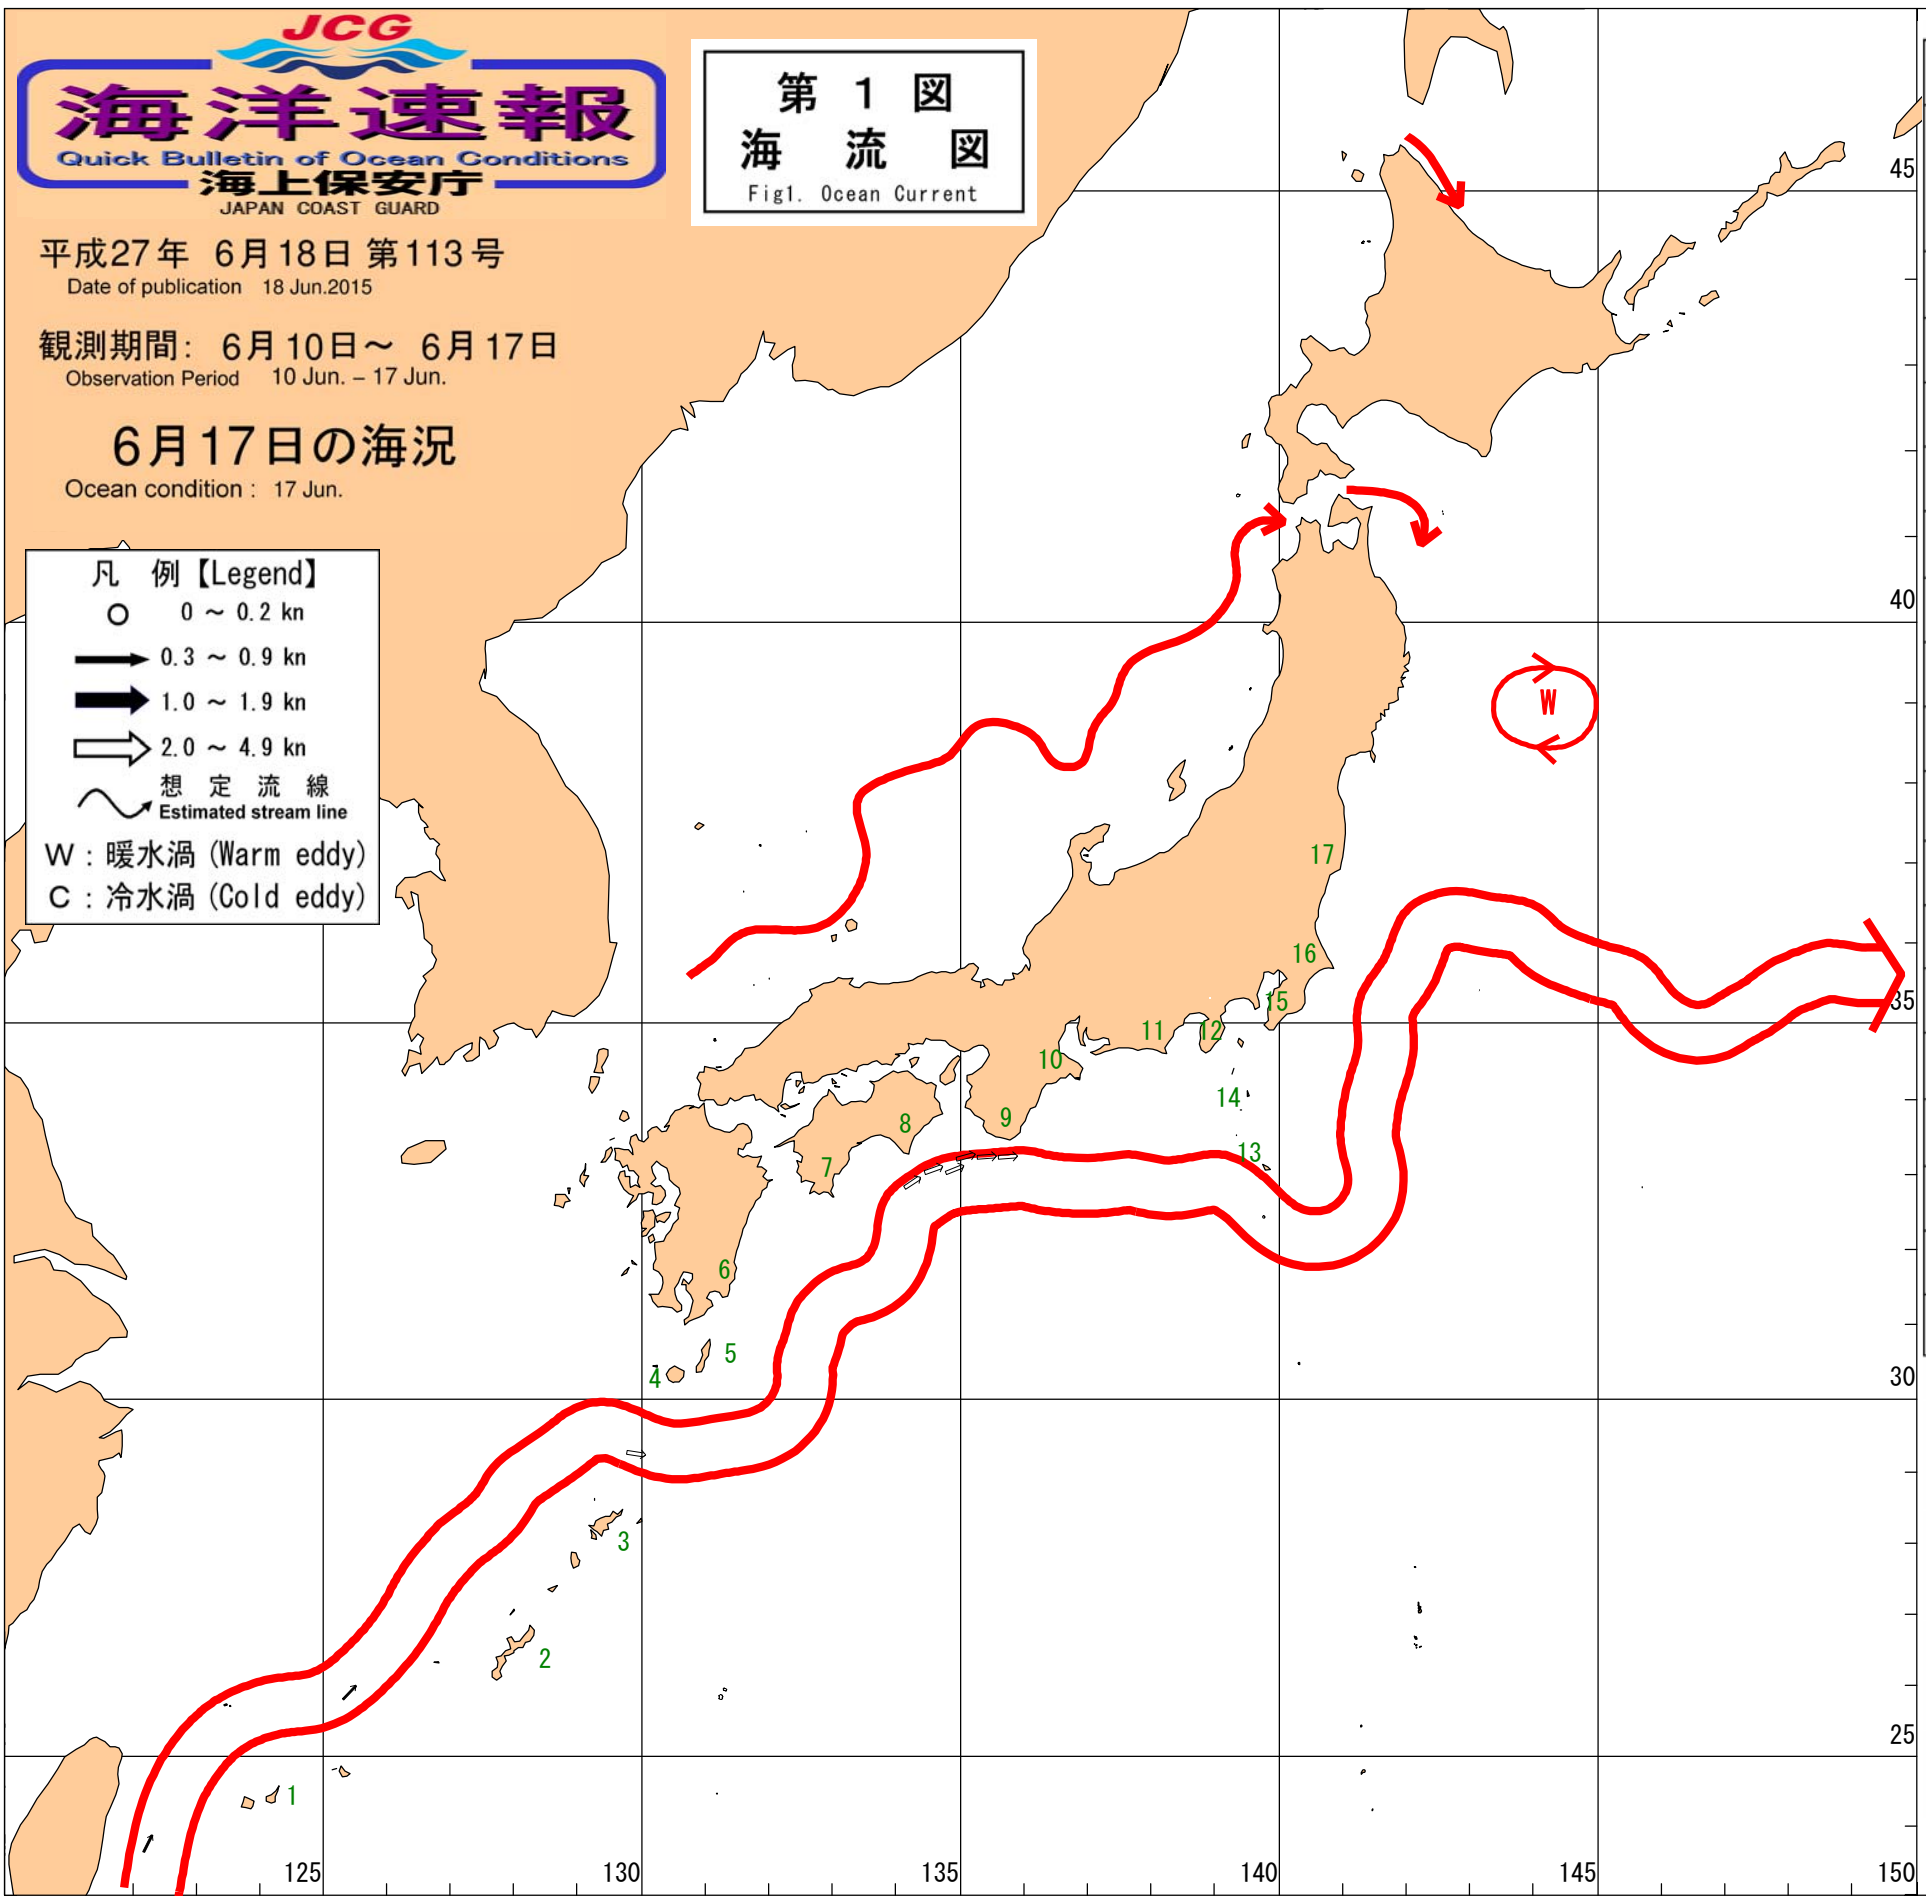 JCG
海洋速報
Quick Bulletin of Ocean Conditions
海上保安庁
JAPAN COAST GUARD
第 1 図
海 流 図
Fig1. Ocean Current
平成27年 6月18日 第113号
Date of publication 18 Jun.2015
観測期間: 6月10日～ 6月17日
Observation Period 10 Jun. – 17 Jun.
6月17日の海況
Ocean condition : 17 Jun.
凡 例【Legend】
0 ～ 0.2 kn
0.3 ～ 0.9 kn
1.0 ～ 1.9 kn
2.0 ～ 4.9 kn
想 定 流 線
Estimated stream line
W : 暖水渦 (Warm eddy)
C : 冷水渦 (Cold eddy)
45
40
W
17
16
35
15
12
11
10
14
9
8
13
7
6
5
4
30
3
2
25
1
125
130
135
140
145
150